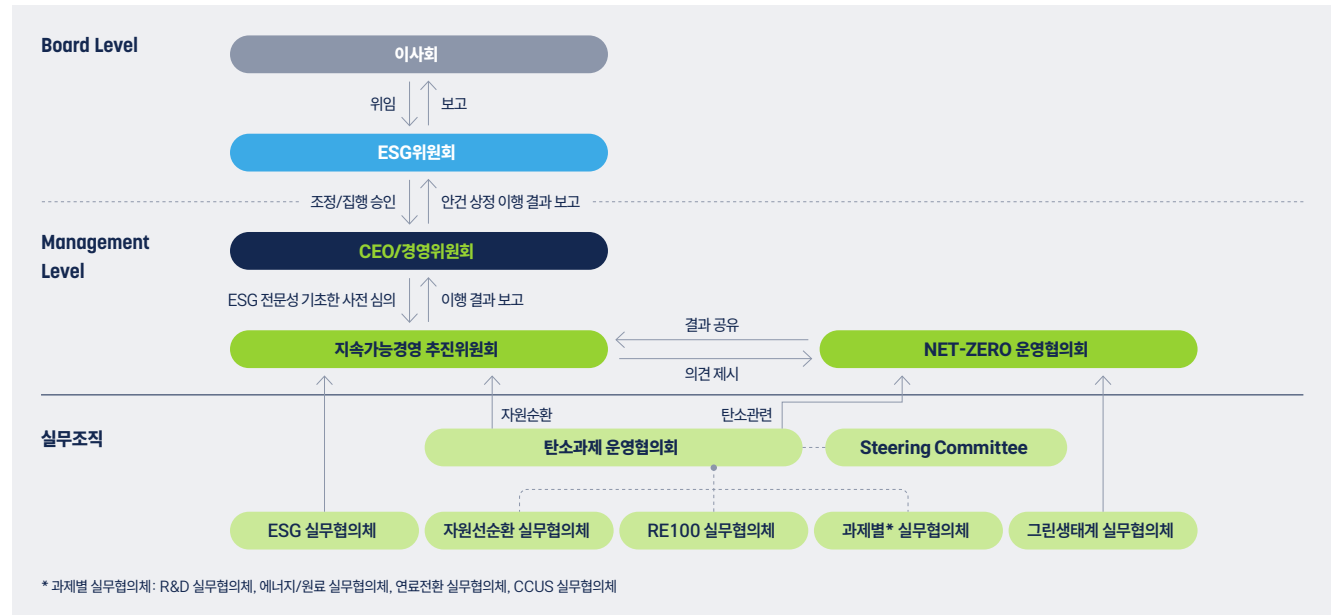 Board Level
이사회
위임
보고
ESG위원회
조정/집행 승인
안건 상정 이행 결과 보고
Management
Level
CEO/경영위원회
ESG 전문성 기초한 사전 심의
이행 결과 보고
결과 공유
지속가능경영 추진위원회
NET-ZERO 운영협의회
의견 제시
실무조직
자원순환
탄소관련
탄소과제 운영협의회
Steering Committee
ESG 실무협의체
자원선순환 실무협의체
RE100 실무협의체
과제별* 실무협의체
그린생태계 실무협의체
* 과제별 실무협의체: R&D 실무협의체, 에너지/원료 실무협의체, 연료전환 실무협의체, CCUS 실무협의체